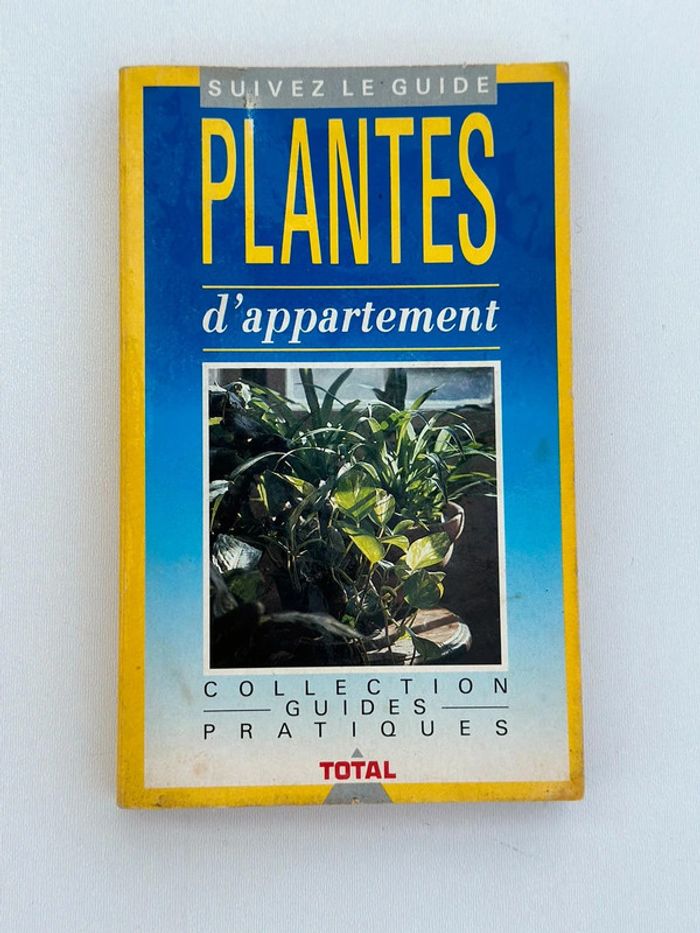 SUIVEZ LE GUIDE
PLANTES
d'appartement
COLLECTION
GUIDES
PRATIQUES
TOTAL